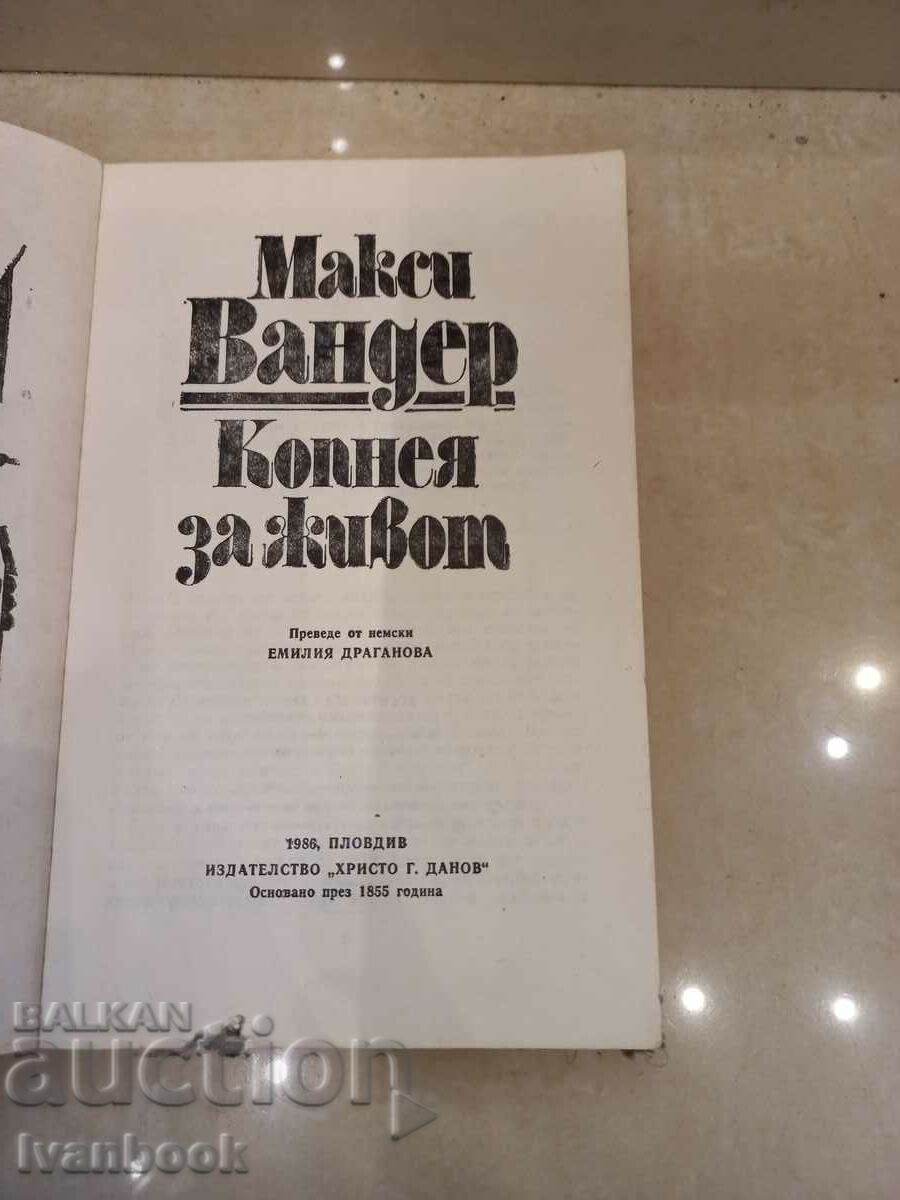 Макси
Вандер
Копнея
за живот
Преведе от немски
ЕМИЛИЯ ДРАГАНОВА
1986, ПЛОВДИВ
ИЗДАТЕЛСТВО „ХРИСТО Г. ДАНОВ“
Основано през 1855 година
BALKAN
auction
Ivanbook